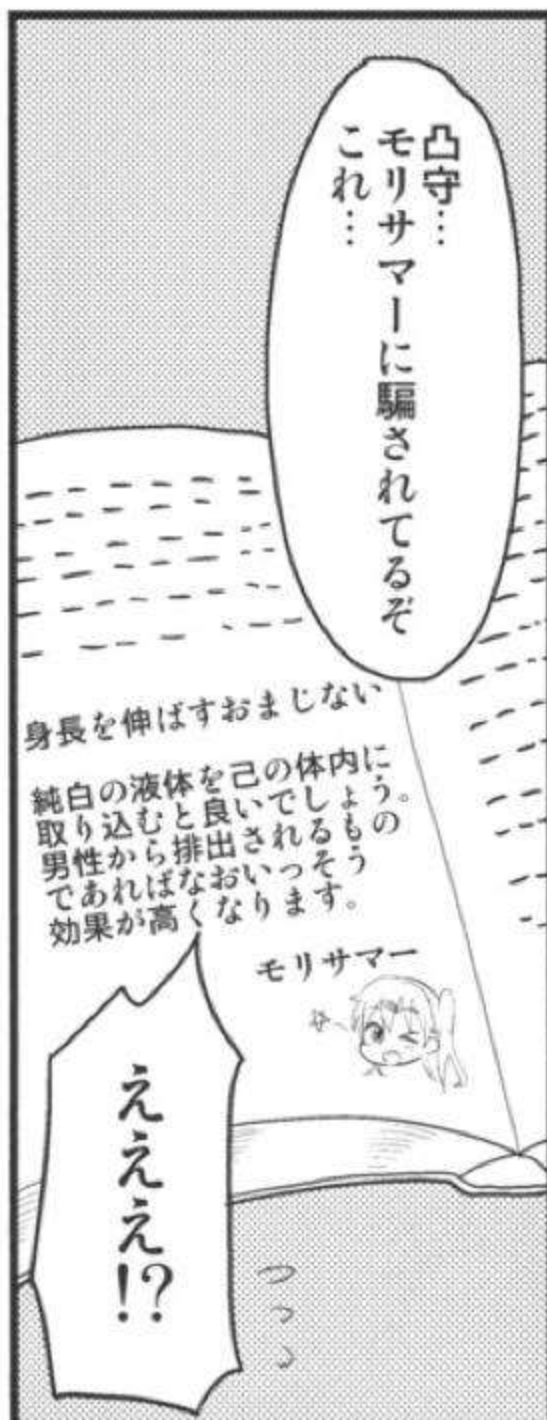 凸守…
モリサマーに騙されてるぞ
これ…
身長を伸ばすおまじない
純白の液体を己の体内に
取り込むと良いでしょう。
男性から排出されるもの
であればなおいっそう
効果が高くなります。
モリサマー
えええ!?